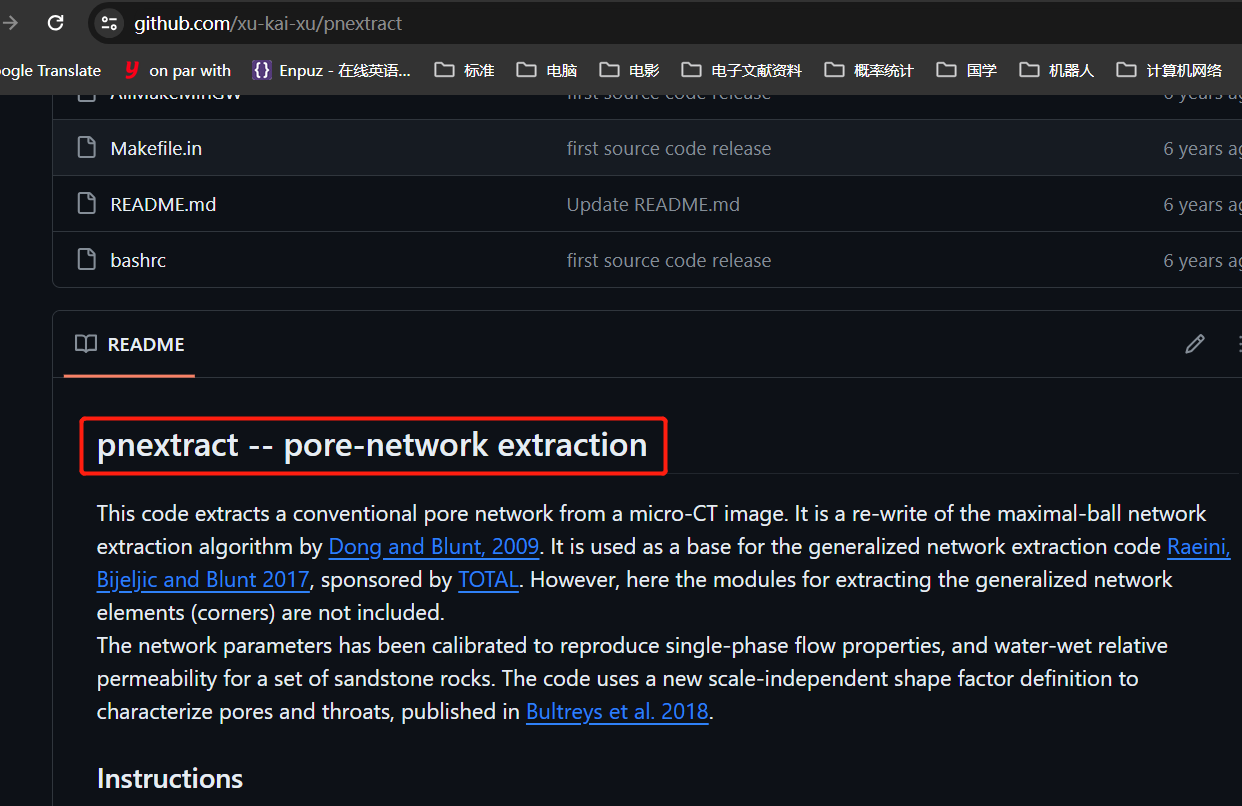 github.com/xu-kai-xu/pnextract
ogle Translate on par with Enpuz - 在线英语... 标准 电脑 电影 电子文献资料 概率统计 国学 机器人 计算机网络
AllMakeMinGW first source code release 6 years ag
Makefile.in first source code release 6 years ag
README.md Update README.md 6 years ag
bashrc first source code release 6 years ag
README
pnextract -- pore-network extraction
This code extracts a conventional pore network from a micro-CT image. It is a re-write of the maximal-ball network
extraction algorithm by Dong and Blunt, 2009. It is used as a base for the generalized network extraction code Raeini,
Bijeljic and Blunt 2017, sponsored by TOTAL. However, here the modules for extracting the generalized network
elements (corners) are not included.
The network parameters has been calibrated to reproduce single-phase flow properties, and water-wet relative
permeability for a set of sandstone rocks. The code uses a new scale-independent shape factor definition to
characterize pores and throats, published in Bultreys et al. 2018.
Instructions